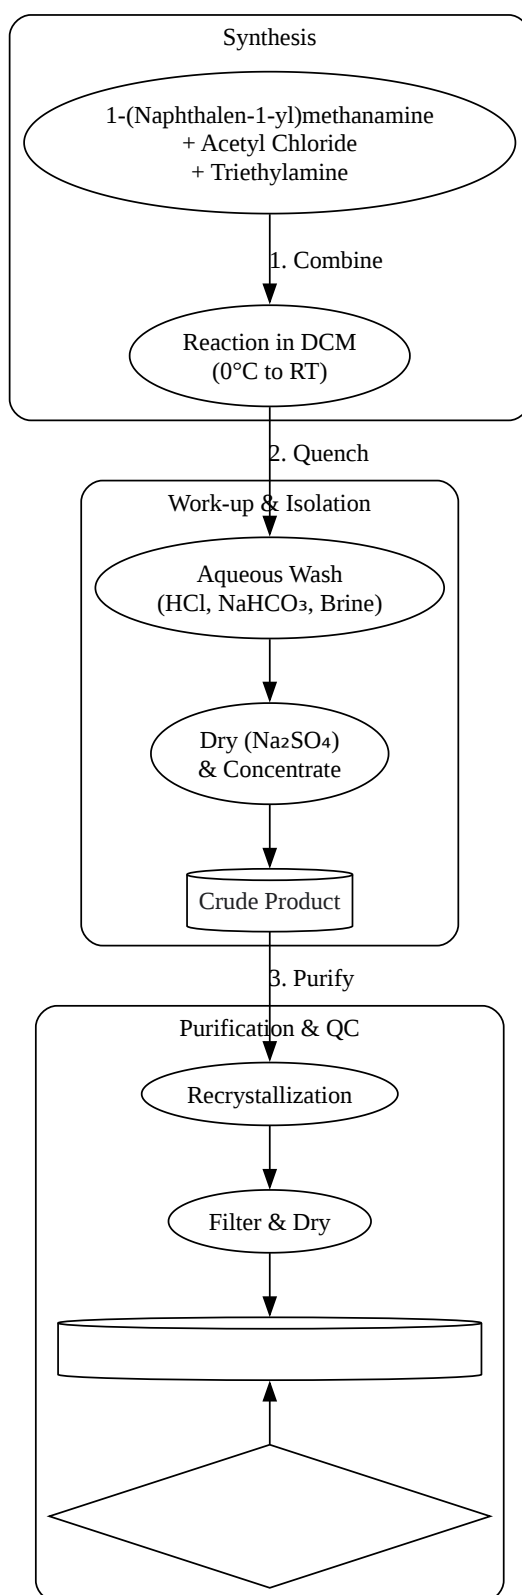 Synthesis
1-(Naphthalen-1-yl)methanamine
+ Acetyl Chloride
+ Triethylamine
1. Combine
Reaction in DCM
(0°C to RT)
2. Quench
Work-up & Isolation
Aqueous Wash
(HCl, NaHCO₃, Brine)
Dry (Na₂SO₄)
& Concentrate
Crude Product
3. Purify
Purification & QC
Recrystallization
Filter & Dry